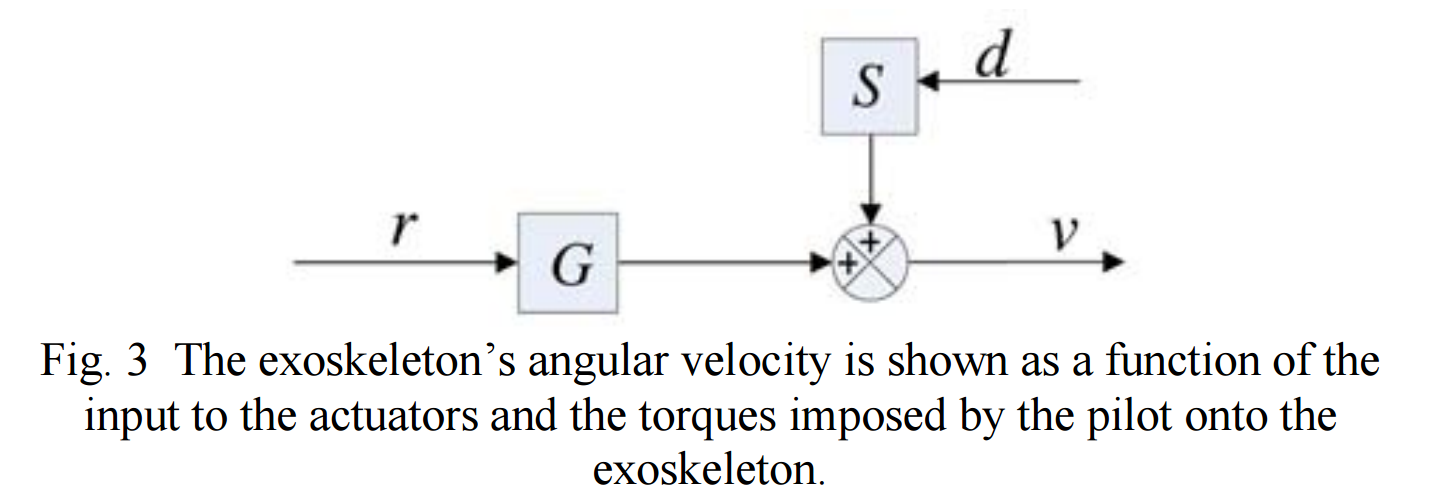 d
S
r
v
G
+
+
Fig. 3 The exoskeleton’s angular velocity is shown as a function of the
input to the actuators and the torques imposed by the pilot onto the
exoskeleton.